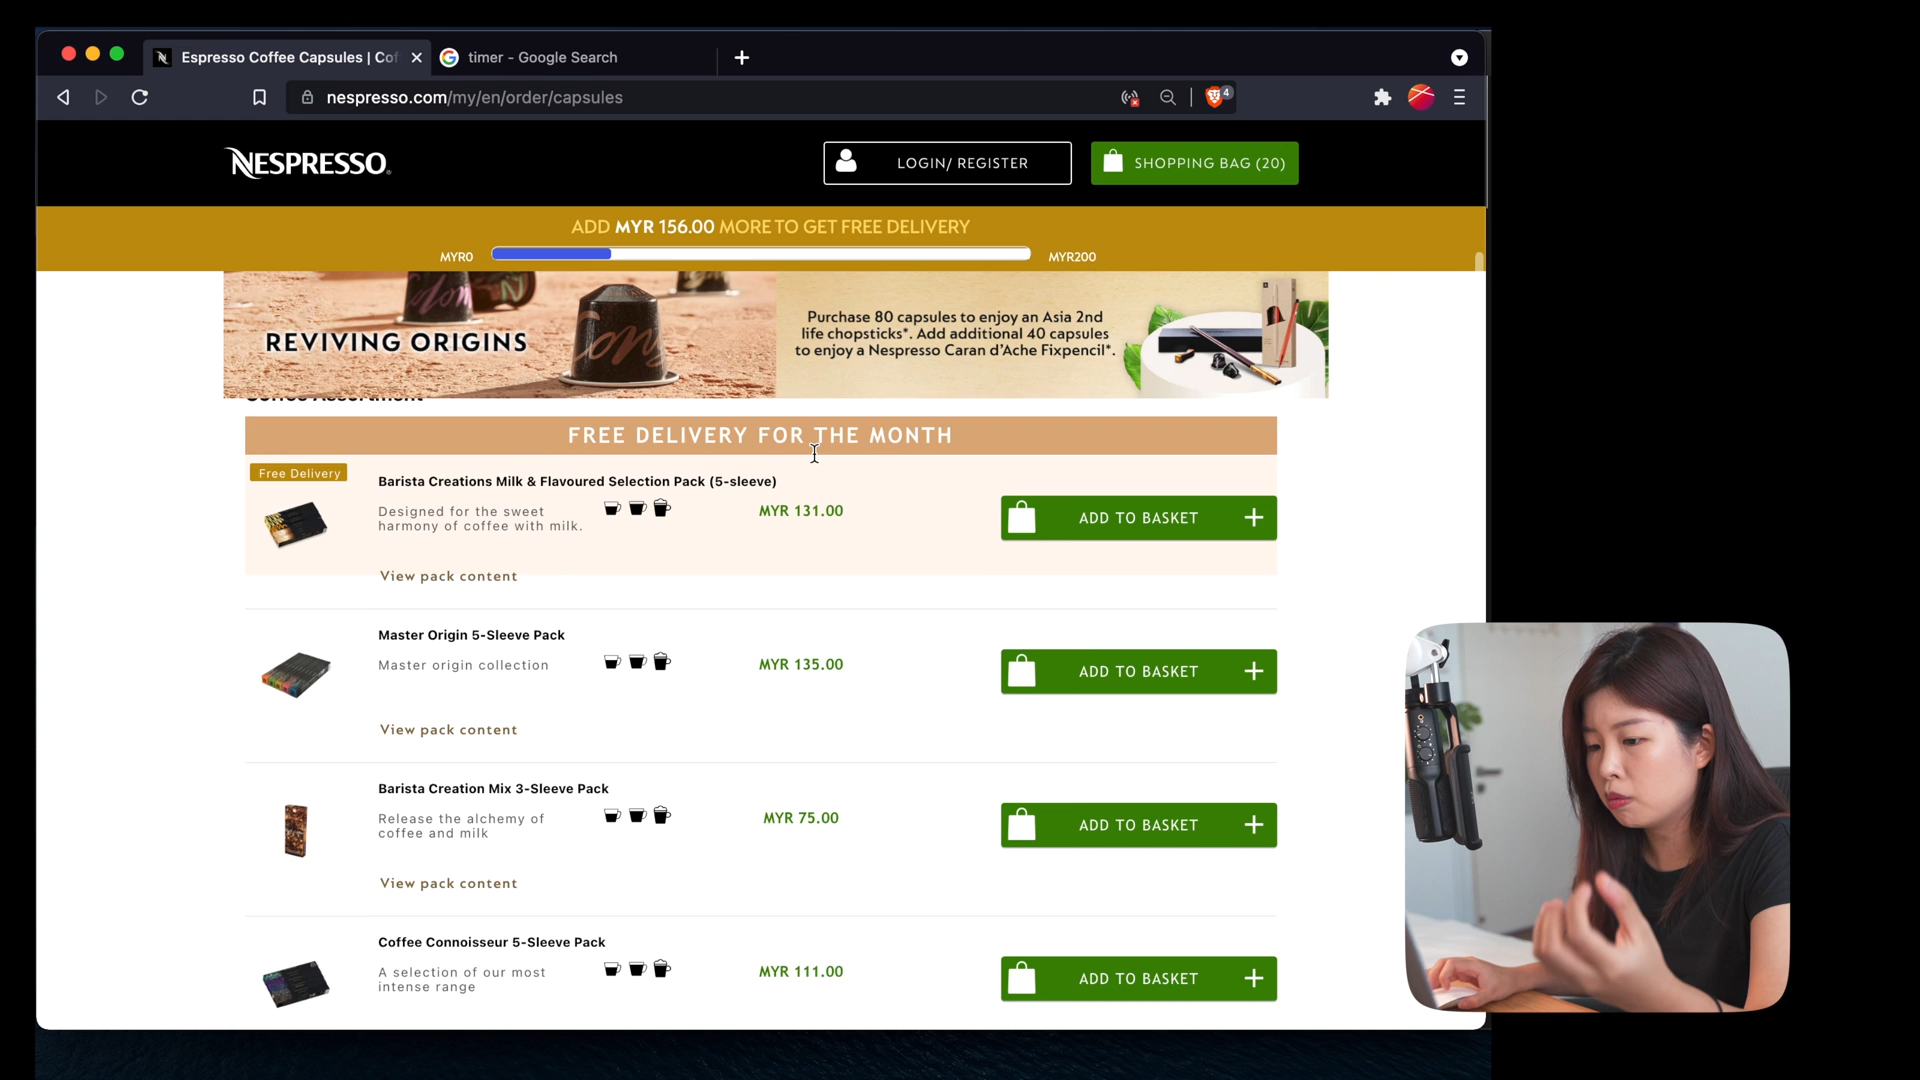 Espresso Coffee Capsules | Cof
timer - Google Search
nespresso.com/my/en/order/capsules
4
NESPRESSO.
LOGIN/ REGISTER
SHOPPING BAG (20)
ADD MYR 156.00 MORE TO GET FREE DELIVERY
MYR0
MYR200
REVIVING ORIGINS
Purchase 80 capsules to enjoy an Asia 2nd
life chopsticks*. Add additional 40 capsules
to enjoy a Nespresso Caran d'Ache Fixpencil*.
Coffee Assortment
FREE DELIVERY FOR THE MONTH
Free Delivery
Barista Creations Milk & Flavoured Selection Pack (5-sleeve)
Designed for the sweet
harmony of coffee with milk.
MYR 131.00
ADD TO BASKET +
View pack content
Master Origin 5-Sleeve Pack
Master origin collection
MYR 135.00
ADD TO BASKET +
View pack content
Barista Creation Mix 3-Sleeve Pack
Release the alchemy of
coffee and milk
MYR 75.00
ADD TO BASKET +
View pack content
Coffee Connoisseur 5-Sleeve Pack
A selection of our most
intense range
MYR 111.00
ADD TO BASKET +